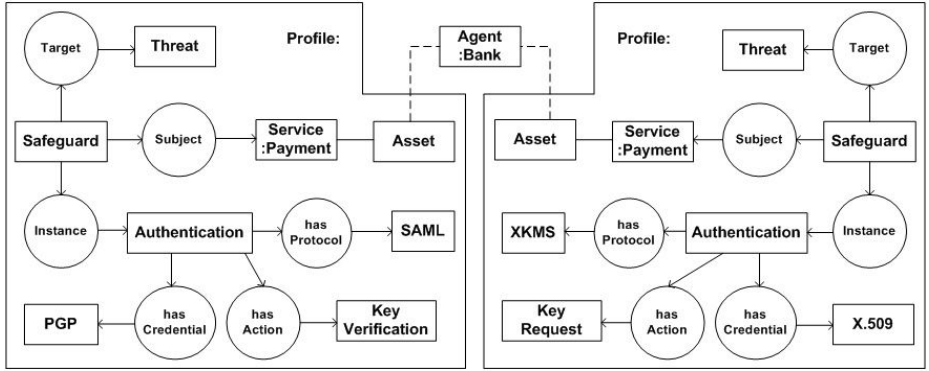 Target
Threat
Profile:
Safeguard
Subject
Service
:Payment
Asset
Instance
Authentication
has
Protocol
SAML
PGP
has
Credential
has
Action
Key
Verification
Agent
:Bank
Profile:
Threat
Target
Asset
Service
:Payment
Subject
Safeguard
XKMS
has
Protocol
Authentication
Instance
Key
Request
has
Action
has
Credential
X.509